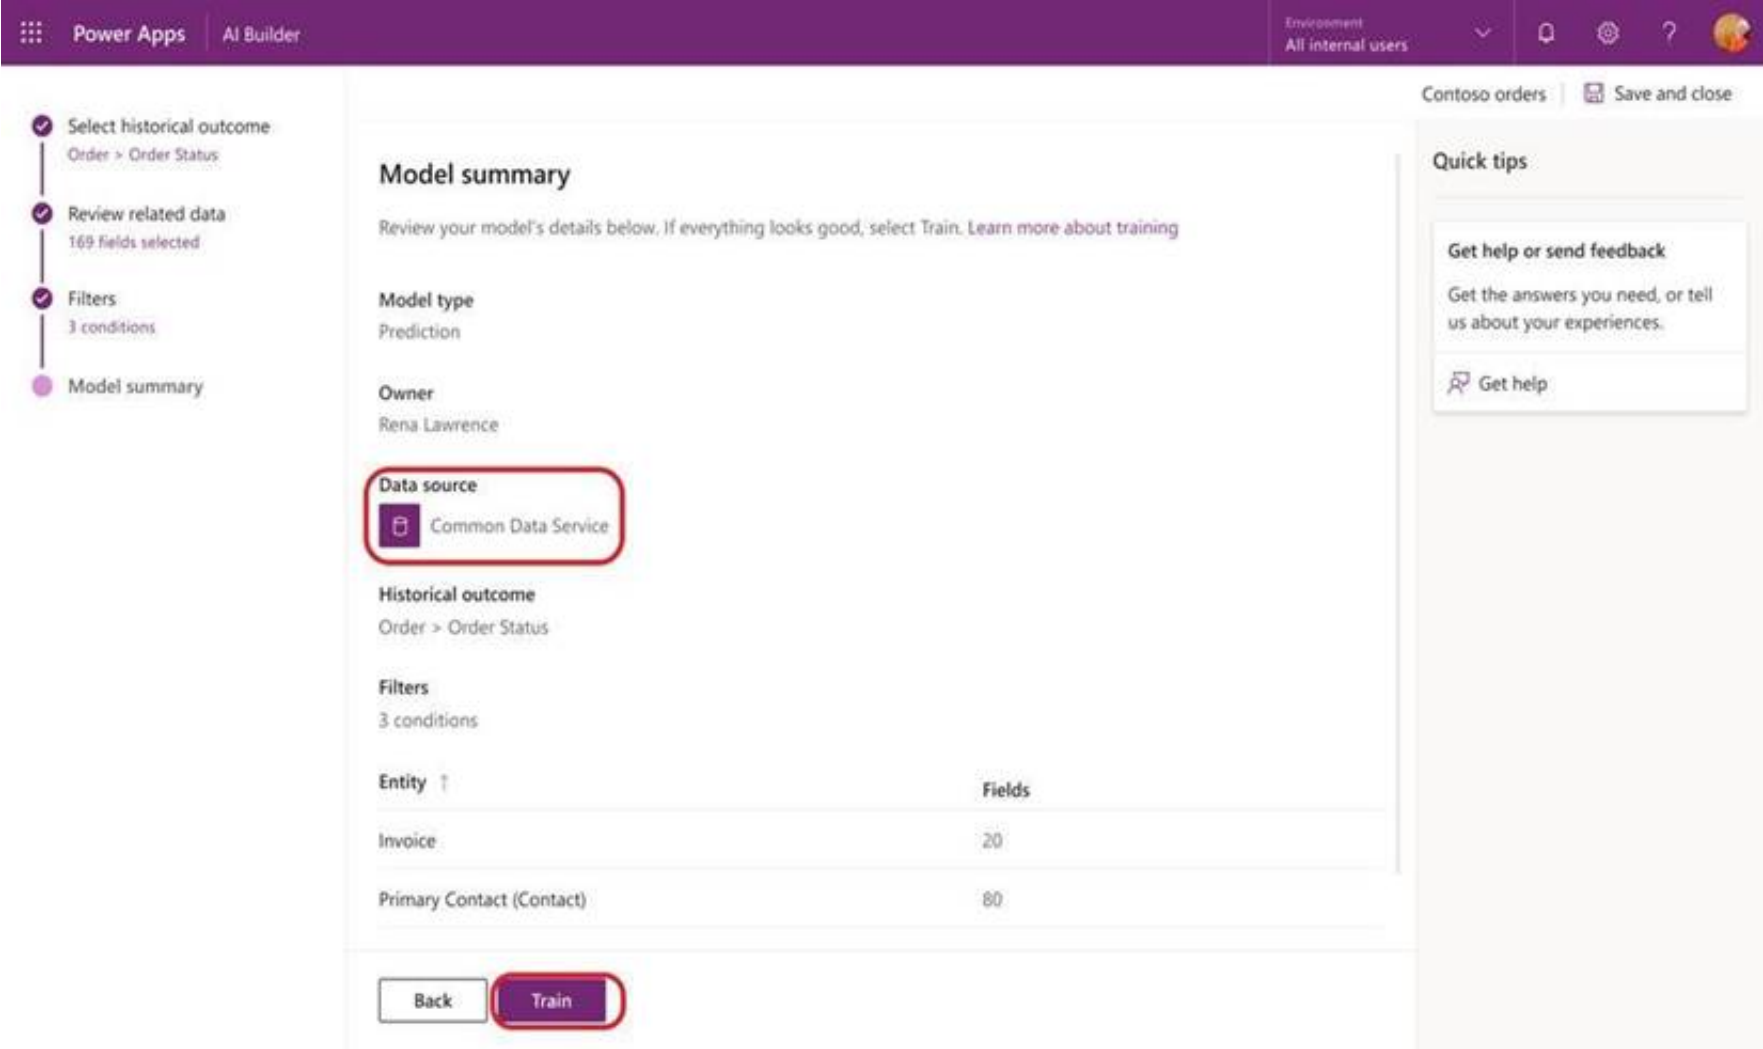 Power Apps
AI Builder
Environment
All internal users
?
Contoso orders
Save and close
Select historical outcome
Order > Order Status
Review related data
169 fields selected
Filters
3 conditions
Model summary
Model summary
Review your model's details below. If everything looks good, select Train. Learn more about training
Model type
Prediction
Owner
Rena Lawrence
Data source
Common Data Service
Historical outcome
Order > Order Status
Filters
3 conditions
Entity ↑
Fields
Invoice
20
Primary Contact (Contact)
80
Back
Train
Quick tips
Get help or send feedback
Get the answers you need, or tell
us about your experiences.
Get help